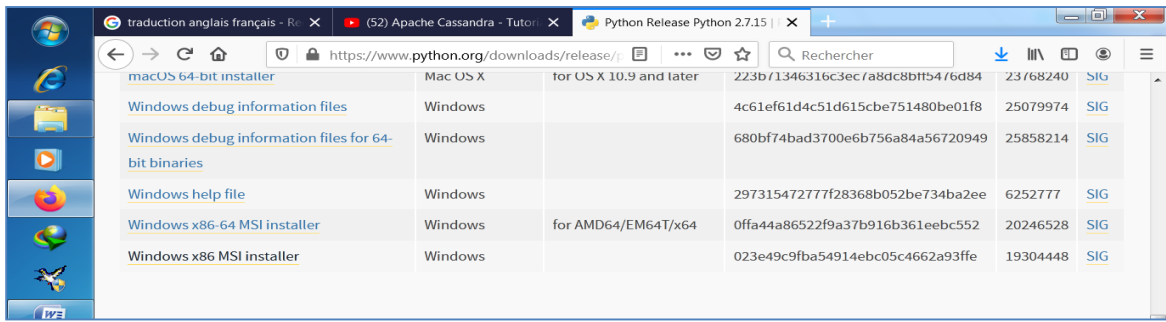 traduction anglais français - Re
(52) Apache Cassandra - Tutori
Python Release Python 2.7.15 |
https://www.python.org/downloads/release/p
Rechercher
macOS 64-bit installer Mac OS X for OS X 10.9 and later 223b71346316c3ec7a8dc8bff5476d84 23768240 SIG
Windows debug information files Windows 4c61ef61d4c51d615cbe751480be01f8 25079974 SIG
Windows debug information files for 64- Windows 680bf74bad3700e6b756a84a56720949 25858214 SIG
bit binaries
Windows help file Windows 297315472777f28368b052be734ba2ee 6252777 SIG
Windows x86-64 MSI installer Windows for AMD64/EM64T/x64 0ffa44a86522f9a37b916b361eebc552 20246528 SIG
Windows x86 MSI installer Windows 023e49c9fba54914ebc05c4662a93ffe 19304448 SIG